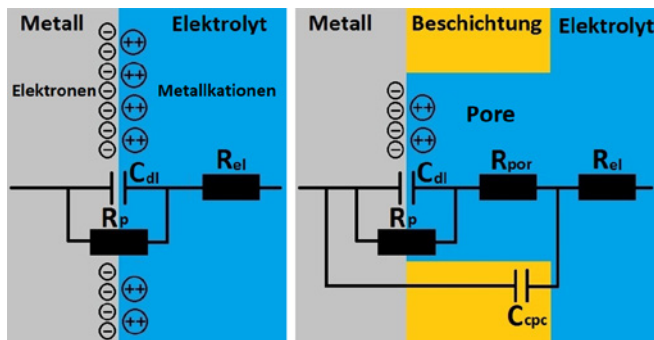 Metall Elektrolyt
Elektronen Metallkationen
Cdl
Rel
Rp
Metall Beschichtung Elektrolyt
Pore
Cdl
Rpor
Rel
Rp
Ccpc